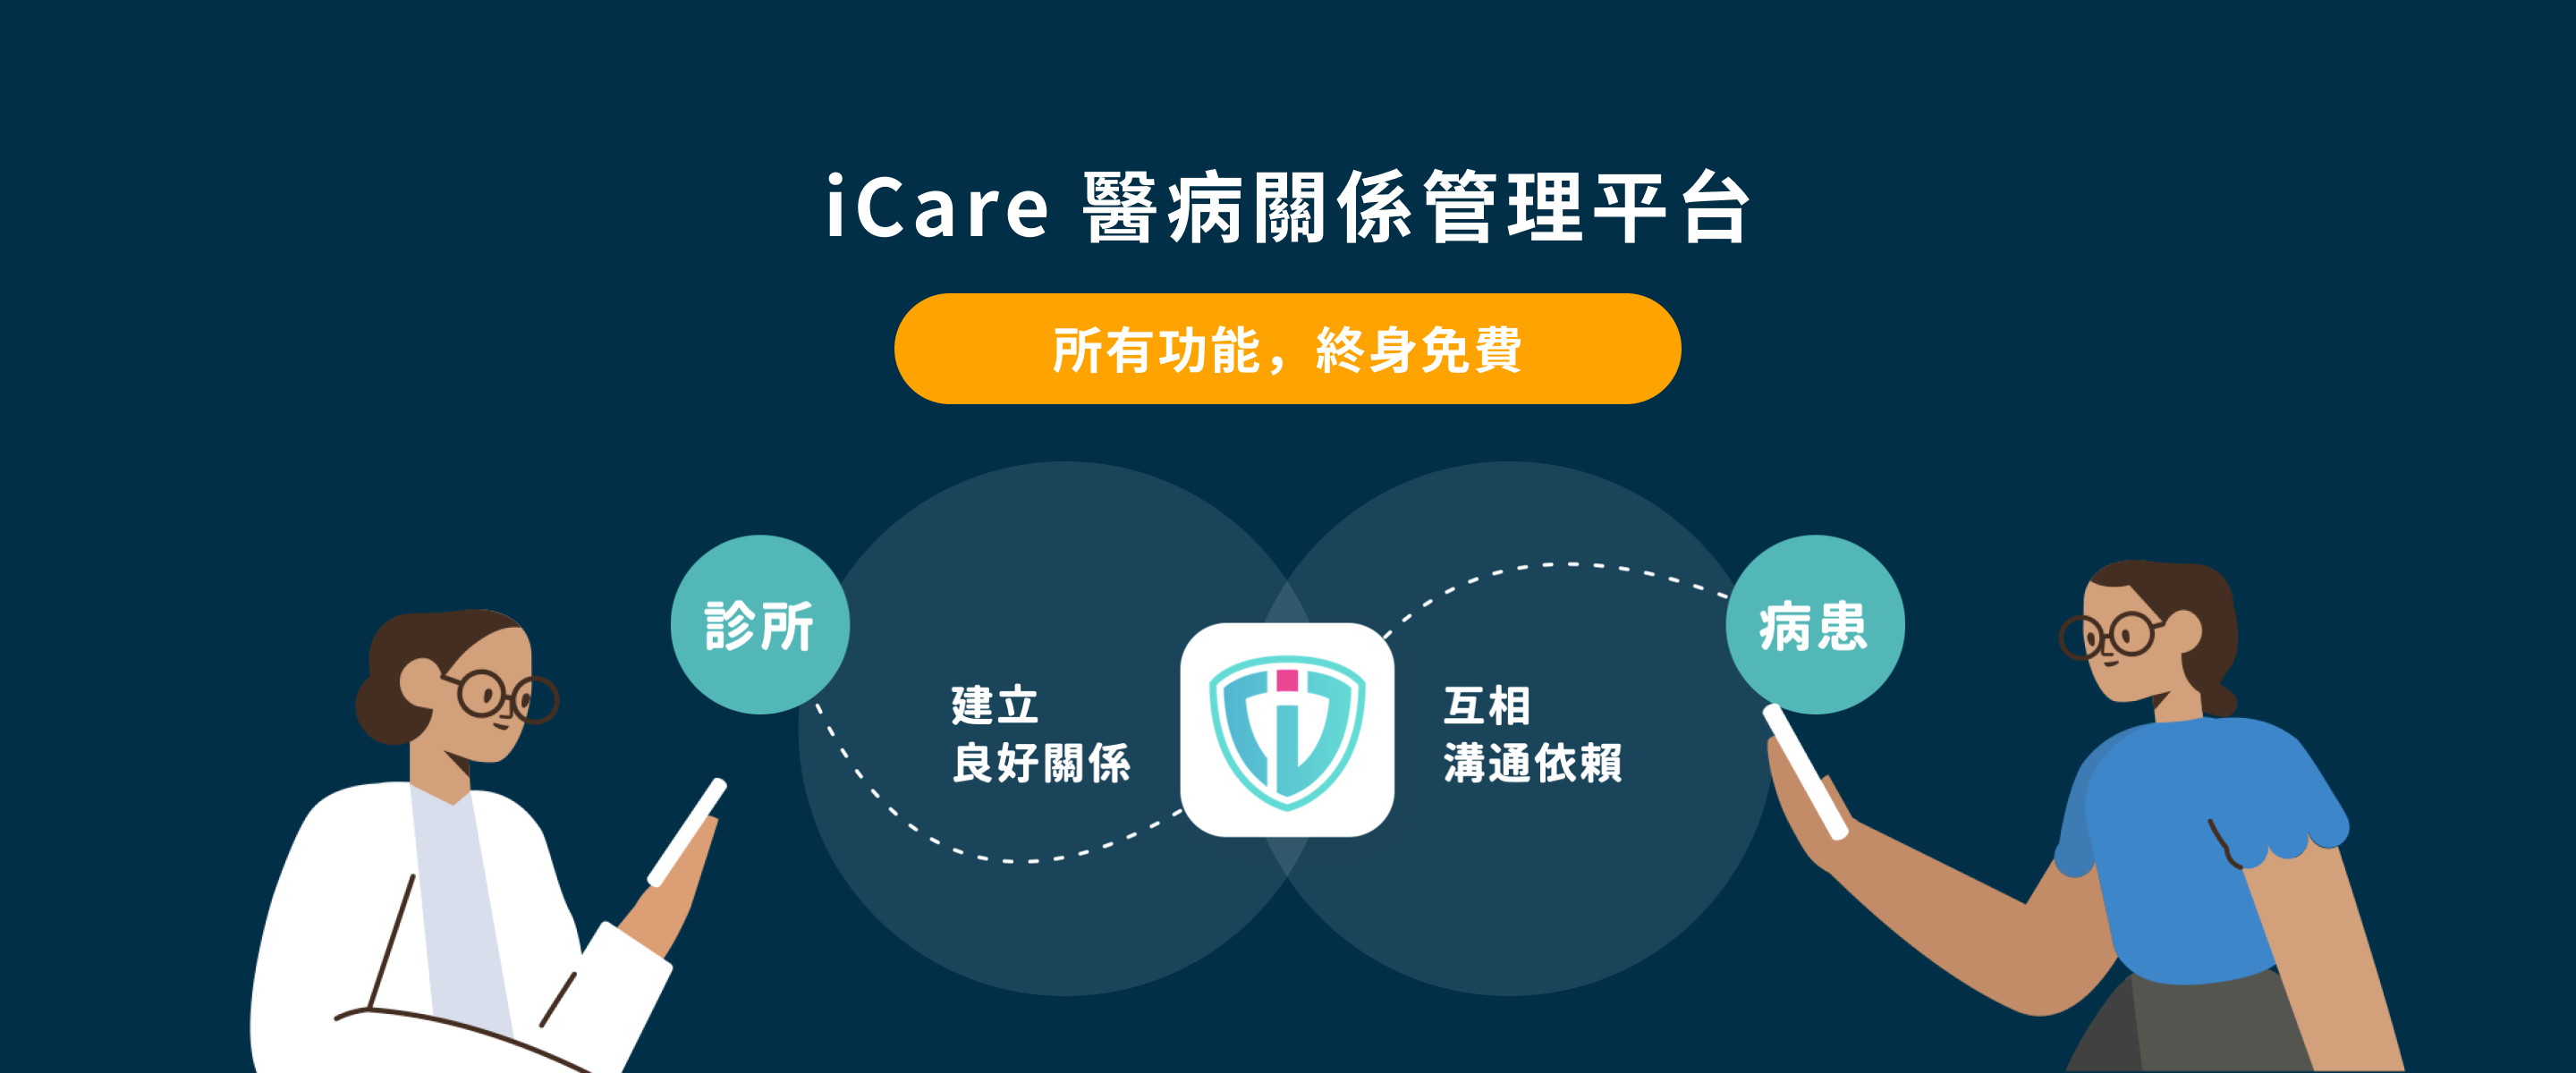 iCare 醫病關係管理平台
所有功能，終身免費
診所
病患
建立
良好關係
互相
溝通依賴